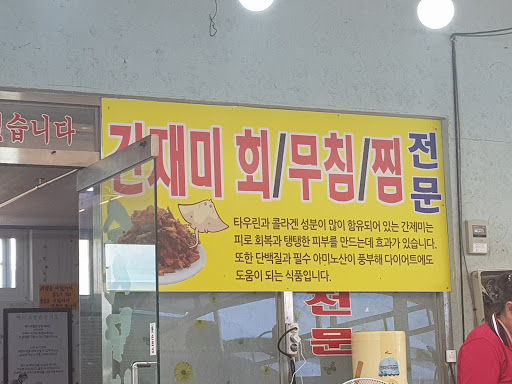 있습니다
간재미 회/무침/찜 전문
타우린과 콜라겐 성분이 많이 함유되어 있는 간제미는
피로 회복과 탱탱한 피부를 만드는데 효과가 있습니다.
또한 단백질과 필수 아미노산이 풍부해 다이어트에도
도움이 되는 식품입니다.
전문